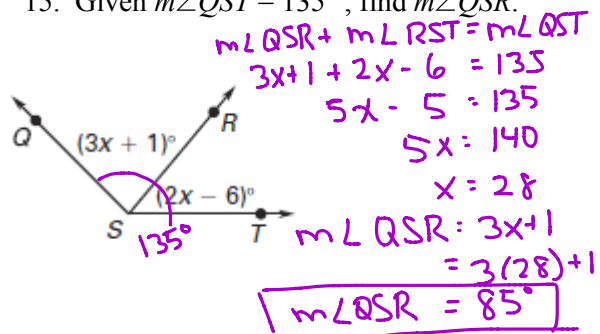 15. Given m∠QST = 135°, find m∠QSR.
m∠QSR + m∠RST = m∠QST
3x+1 + 2x - 6 = 135
5x - 5 = 135
5x = 140
x = 28
m∠QSR = 3x+1
= 3(28)+1
m∠QSR = 85°
Q
(3x + 1)°
R
(2x − 6)°
S
135°
T